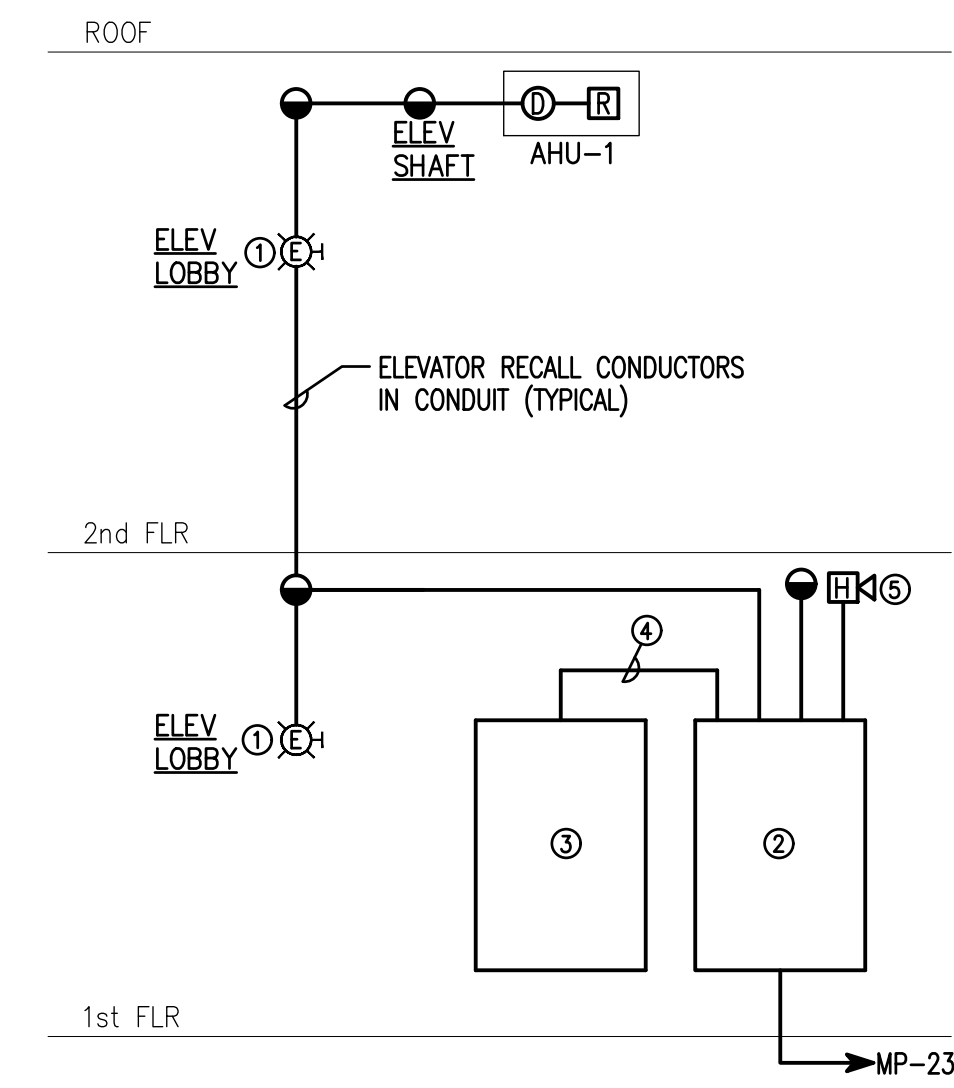 ROOF
D R
ELEV
SHAFT
AHU-1
ELEV
LOBBY
1 E
ELEVATOR RECALL CONDUCTORS
IN CONDUIT (TYPICAL)
2nd FLR
H 5
4
ELEV
LOBBY
1 E
3
2
1st FLR
MP-23